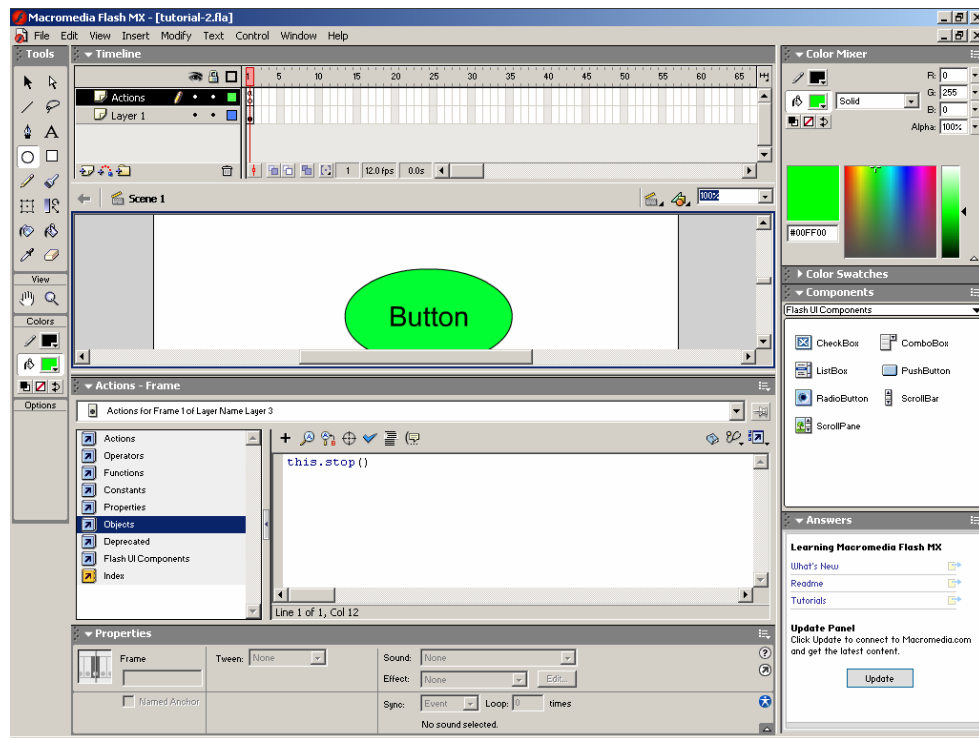 Macromedia Flash MX - [tutorial-2.fla]
File Edit View Insert Modify Text Control Window Help
Tools
Timeline
1 5 10 15 20 25 30 35 40 45 50 55 60 65
Actions
Layer 1
1 12.0 fps 0.0s
Scene 1
100%
Button
View
Colors
Options
Actions - Frame
Actions for Frame 1 of Layer Name Layer 3
Actions
Operators
Functions
Constants
Properties
Objects
Deprecated
Flash UI Components
Index
this.stop()
Line 1 of 1, Col 12
Properties
Frame
Tween: None
Sound: None
Effect: None Edit...
Named Anchor
Sync: Event Loop: 0 times
No sound selected.
Color Mixer
R: 0
G: 255
Solid
B: 0
Alpha: 100%
#00FF00
Color Swatches
Components
Flash UI Components
CheckBox ComboBox
ListBox PushButton
RadioButton ScrollBar
ScrollPane
Answers
Learning Macromedia Flash MX
What's New
Readme
Tutorials
Update Panel
Click Update to connect to Macromedia.com
and get the latest content.
Update